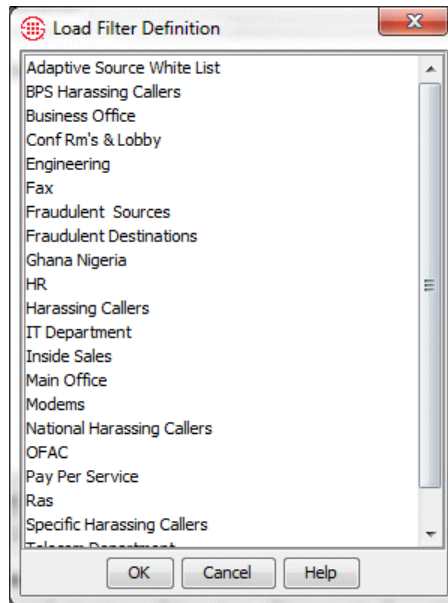 Load Filter Definition
Adaptive Source White List
BPS Harassing Callers
Business Office
Conf Rm's & Lobby
Engineering
Fax
Fraudulent  Sources
Fraudulent Destinations
Ghana Nigeria
HR
Harassing Callers
IT Department
Inside Sales
Main Office
Modems
National Harassing Callers
OFAC
Pay Per Service
Ras
Specific Harassing Callers
Telecom Department
OK Cancel Help